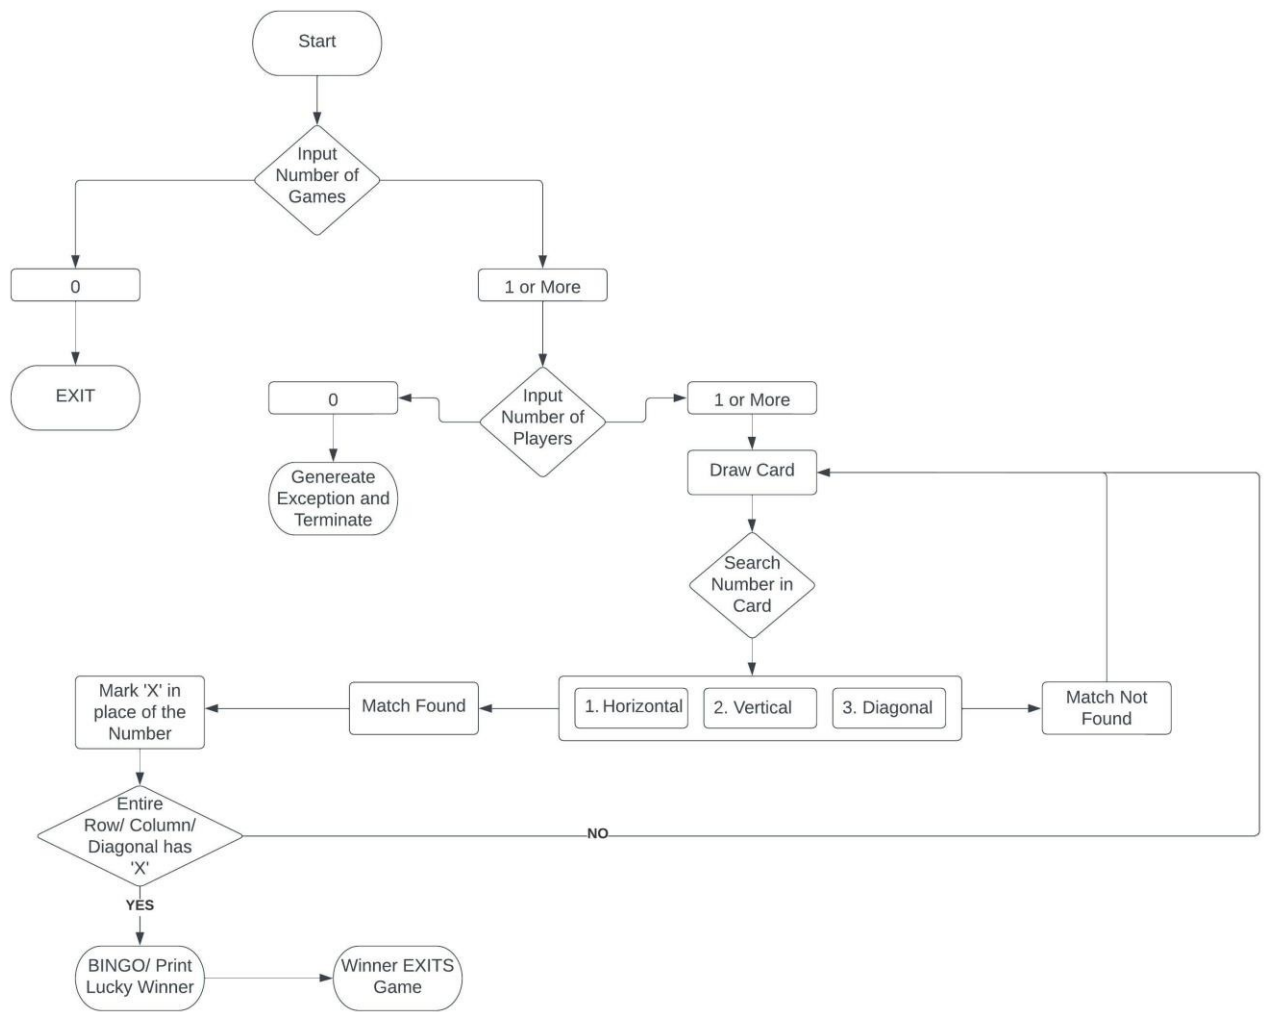 Start
Input
Number of
Games
0
1 or More
EXIT
0
Input
Number of
Players
1 or More
Genereate
Exception and
Terminate
Draw Card
Search
Number in
Card
Mark 'X' in
place of the
Number
Match Found
1. Horizontal
2. Vertical
3. Diagonal
Match Not
Found
Entire
Row/ Column/
Diagonal has
'X'
NO
YES
BINGO/ Print
Lucky Winner
Winner EXITS
Game